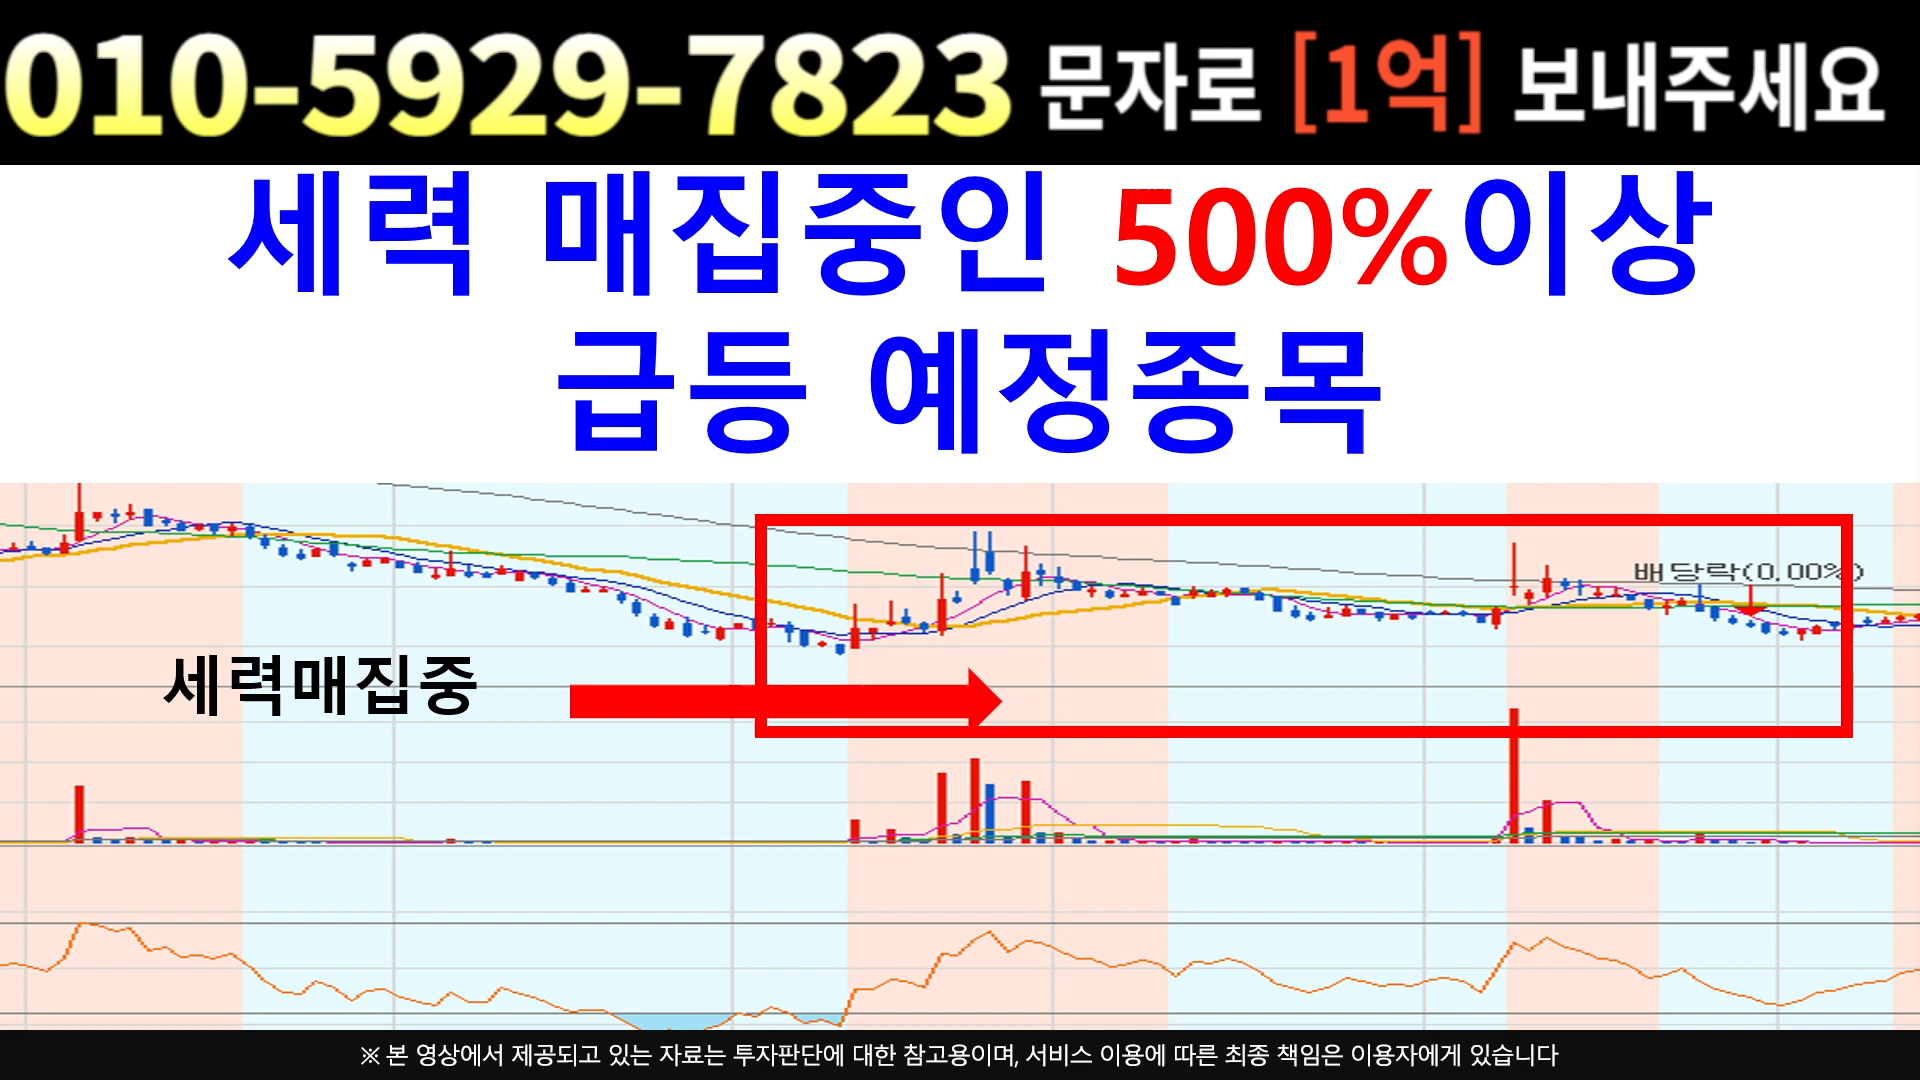 010-5929-7823 문자로 [1억] 보내주세요
세력 매집중인 500%이상
급등 예정종목
배당락(0.00%)
세력매집중
※ 본 영상에서 제공되고 있는 자료는 투자판단에 대한 참고용이며, 서비스 이용에 따른 최종 책임은 이용자에게 있습니다